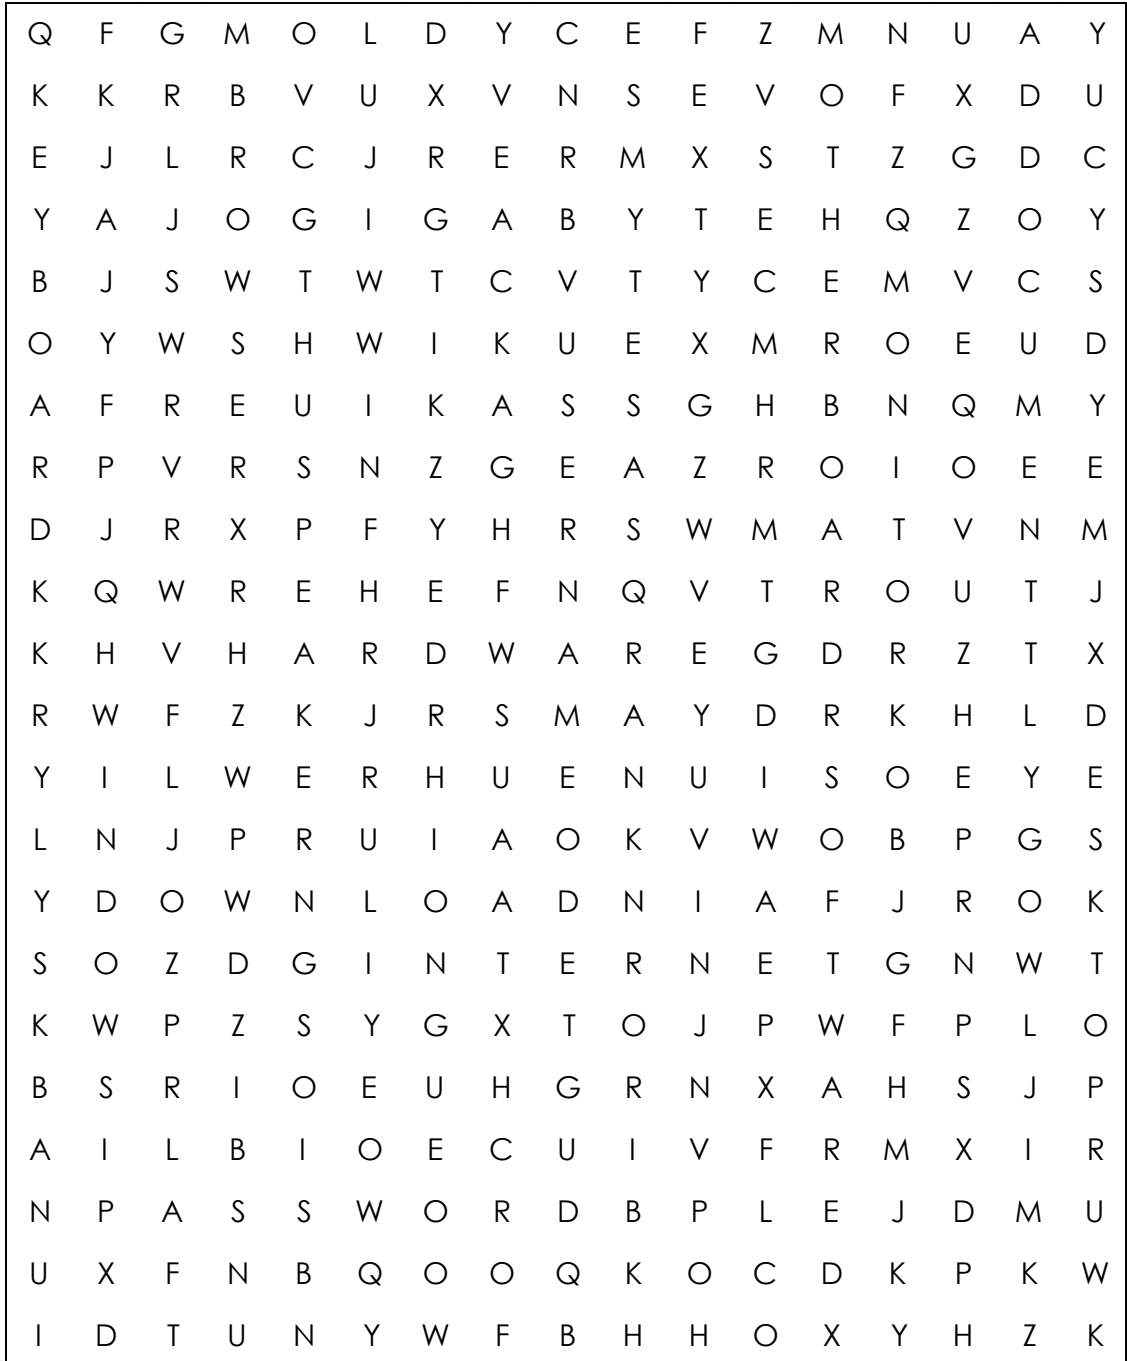 Q F G M O L D Y C E F Z M N U A Y
K K R B V U X V N S E V O F X D U
E J L R C J R E R M X S T Z G D C
Y A J O G I G A B Y T E H Q Z O Y
B J S W T W T C V T Y C E M V C S
O Y W S H W I K U E X M R O E U D
A F R E U I K A S S G H B N Q M Y
R P V R S N Z G E A Z R O I O E E
D J R X P F Y H R S W M A T V N M
K Q W R E H E F N Q V T R O U T J
K H V H A R D W A R E G D R Z T X
R W F Z K J R S M A Y D R K H L D
Y I L W E R H U E N U I S O E Y E
L N J P R U I A O K V W O B P G S
Y D O W N L O A D N I A F J R O K
S O Z D G I N T E R N E T G N W T
K W P Z S Y G X T O J P W F P L O
B S R I O E U H G R N X A H S J P
A I L B I O E C U I V F R M X I R
N P A S S W O R D B P L E J D M U
U X F N B Q O O Q K O C D K P K W
I D T U N Y W F B H H O X Y H Z K